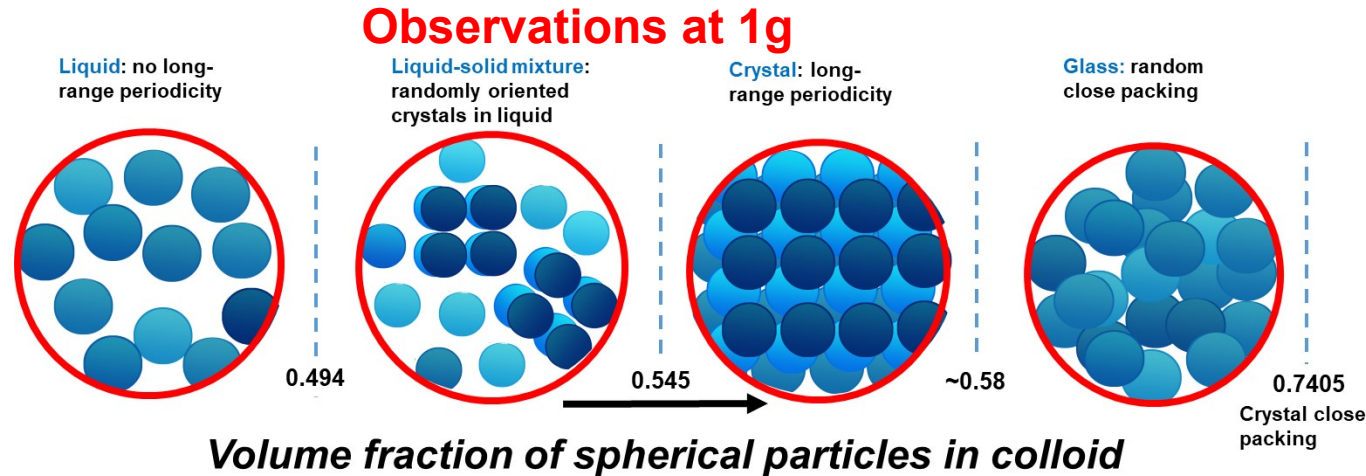 Observations at 1g
Liquid: no long-
range periodicity
Liquid-solid mixture:
randomly oriented
crystals in liquid
Crystal: long-
range periodicity
Glass: random
close packing
0.494
0.545
~0.58
0.7405
Crystal close
packing
Volume fraction of spherical particles in colloid